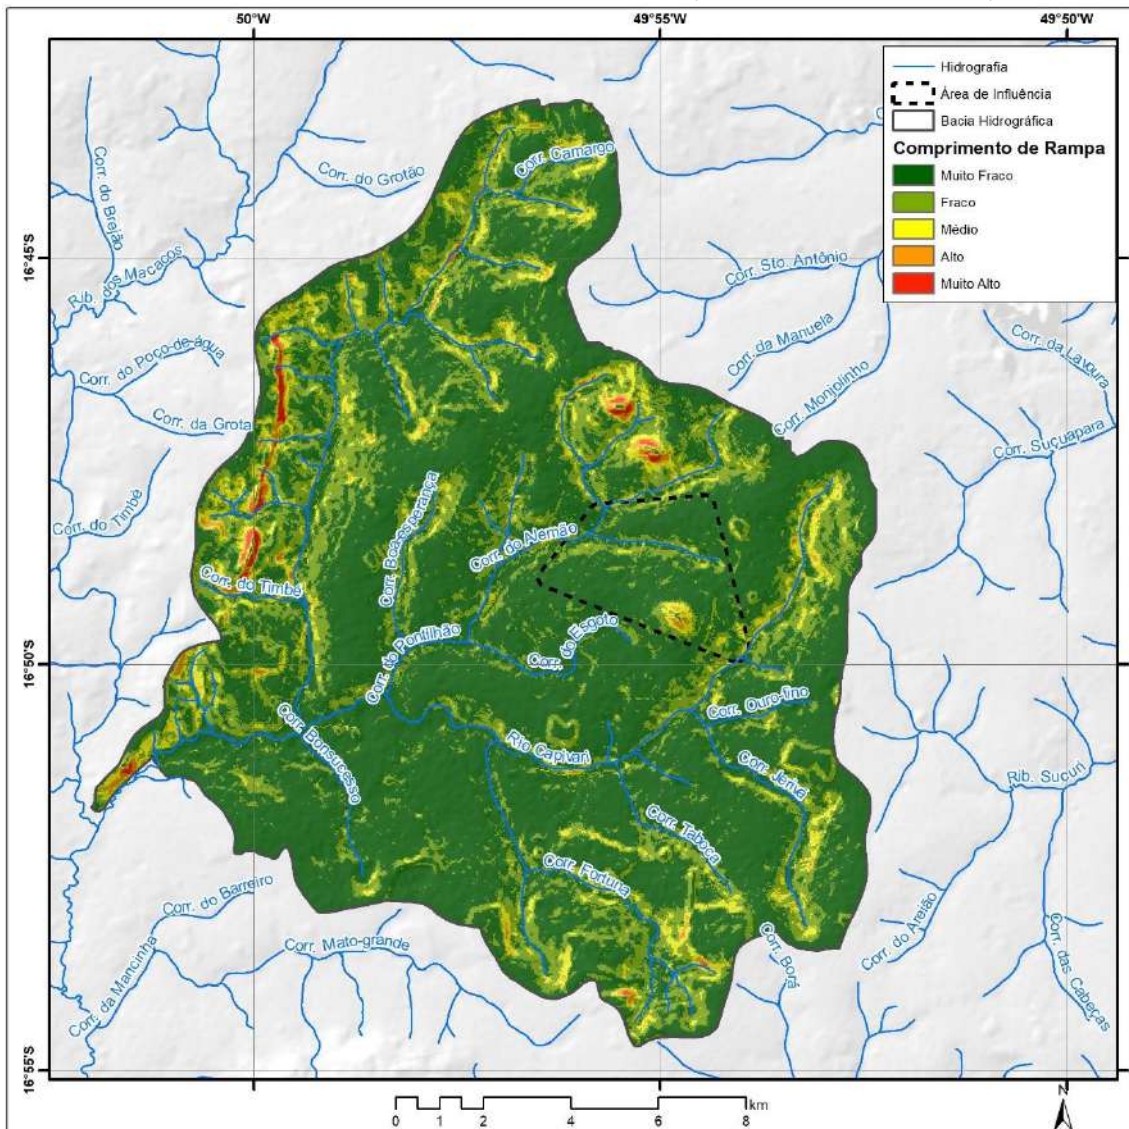 50°W
49°55'W
49°50'W
Hidrografia
Área de Influência
Bacia Hidrográfica
Comprimento de Rampa
Muito Fraco
Fraco
Médio
Alto
Muito Alto
Corr. Camargo
Corr. do Grotão
Corr. do Brejão
16°45'S
Rib. dos Macacos
Corr. Sto. Antônio
Corr. da Manuela
Corr. da Lavoura
Corr. do Poço-de-água
Corr. Monjolinho
Corr. da Grota
Corr. Suçuapara
Corr. do Timbé
Corr. Boa-esperança
Corr. do Alemão
Corr. do Timbé
Corr. do Pontilhão
Corr. do Esgoto
16°50'S
Corr. Ouro-fino
Corr. Bonsucesso
Rio Capivari
Corr. Jerivé
Rib. Sucuri
Corr. Taboca
Corr. Fortuna
Corr. do Barreiro
Corr. Mato-grande
Corr. do Areião
Corr. Borá
Corr. da Mancinha
Corr. das Cabeças
16°55'S
km
0 1 2 4 6 8
N